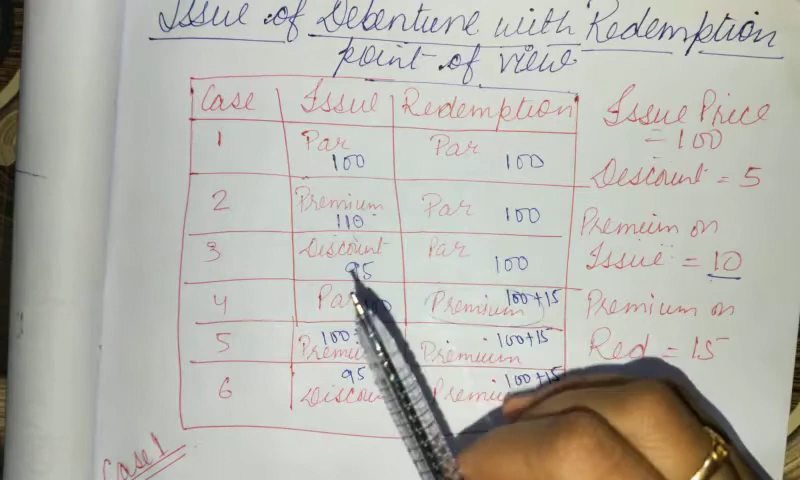 Issue of Debenture with Redemption
point of view
Case Issue Redemption
1 Par 100 Par 100
2 Premium 110 Par 100
3 Discount 95 Par 100
4 Par Premium 100+15
5 100 Premium 100+15
6 95 Premium 100+15
Issue Price
= 100
Discount = 5
Premium on
Issue = 10
Premium on
Red = 15
Case 1